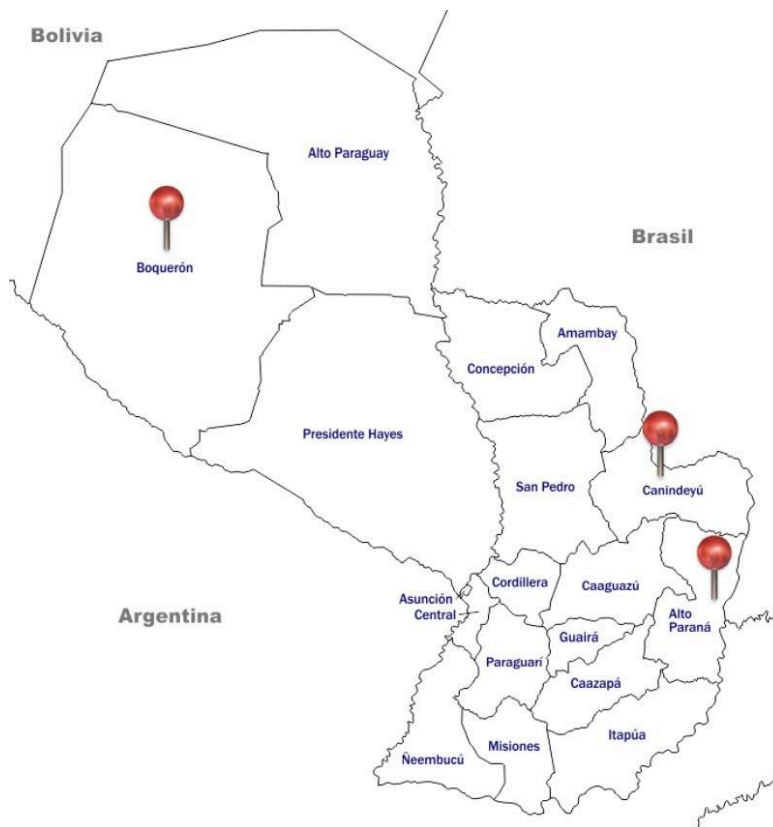 Bolivia
Alto Paraguay
Brasil
Boquerón
Amambay
Concepción
Presidente Hayes
San Pedro
Canindeyú
Cordillera
Caaguazú
Asunción
Central
Argentina
Alto
Paraná
Guairá
Paraguarí
Caazapá
Itapúa
Misiones
Ñeembucú